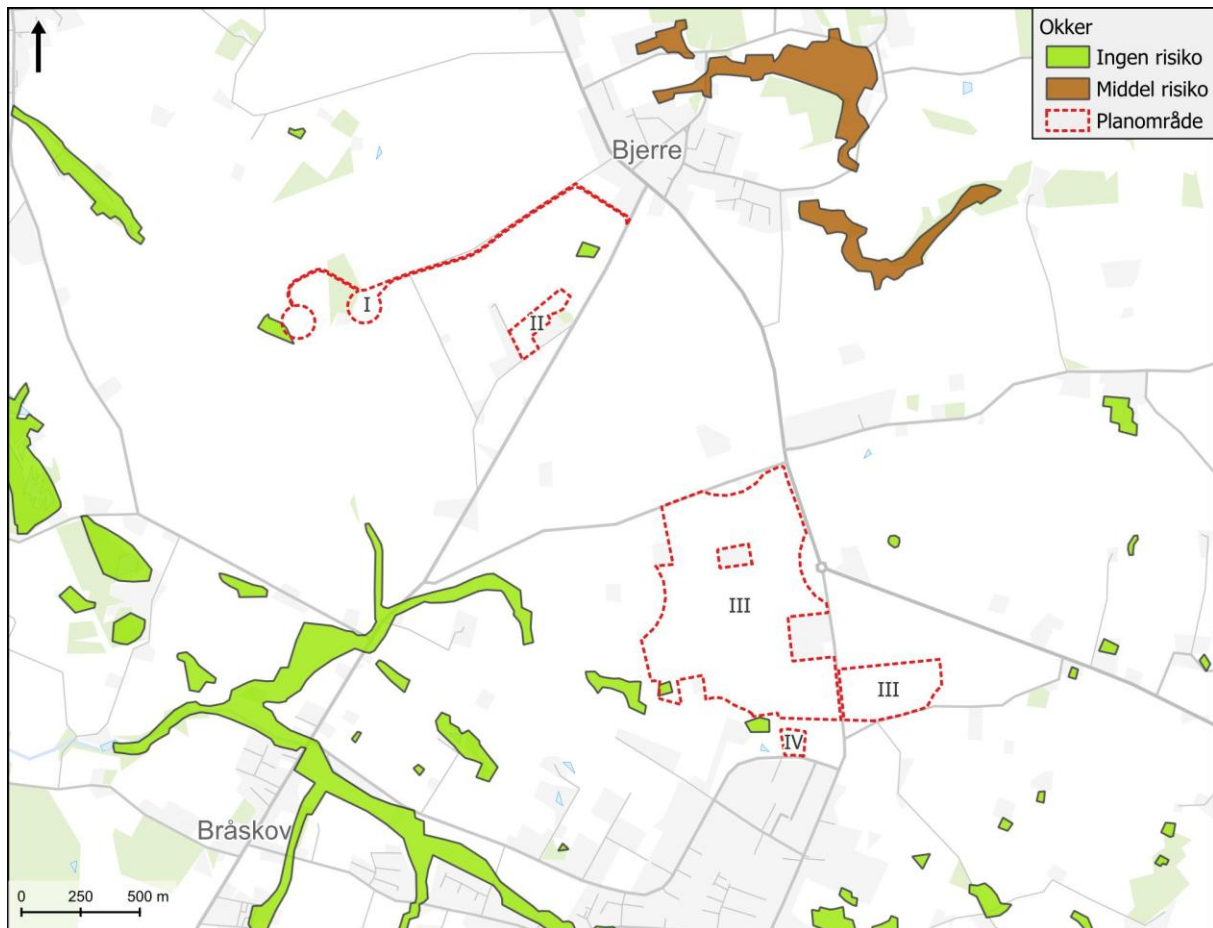 Okker
Ingen risiko
Middel risiko
Planområde
Bjerre
I
II
III
III
IV
Bråskov
0 250 500 m